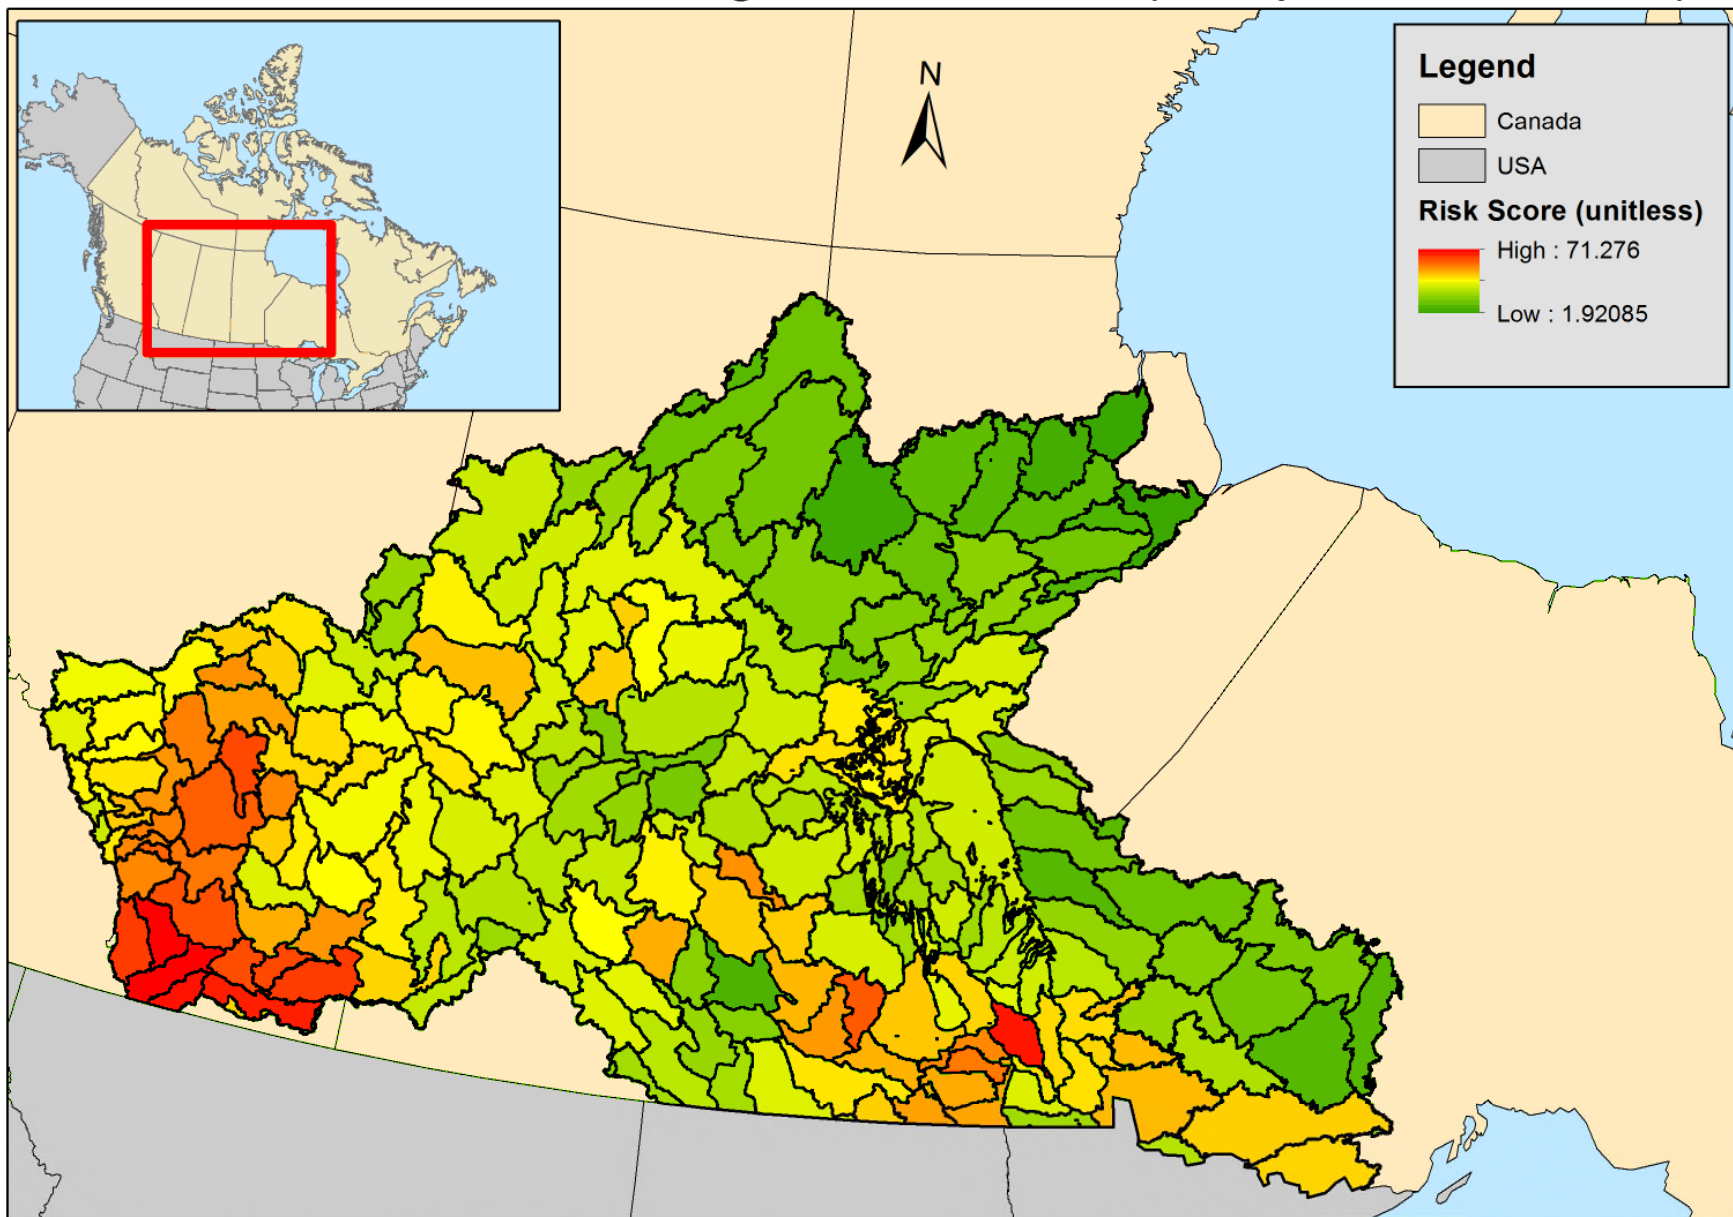 N
Legend
Canada
USA
Risk Score (unitless)
High : 71.276
Low : 1.92085